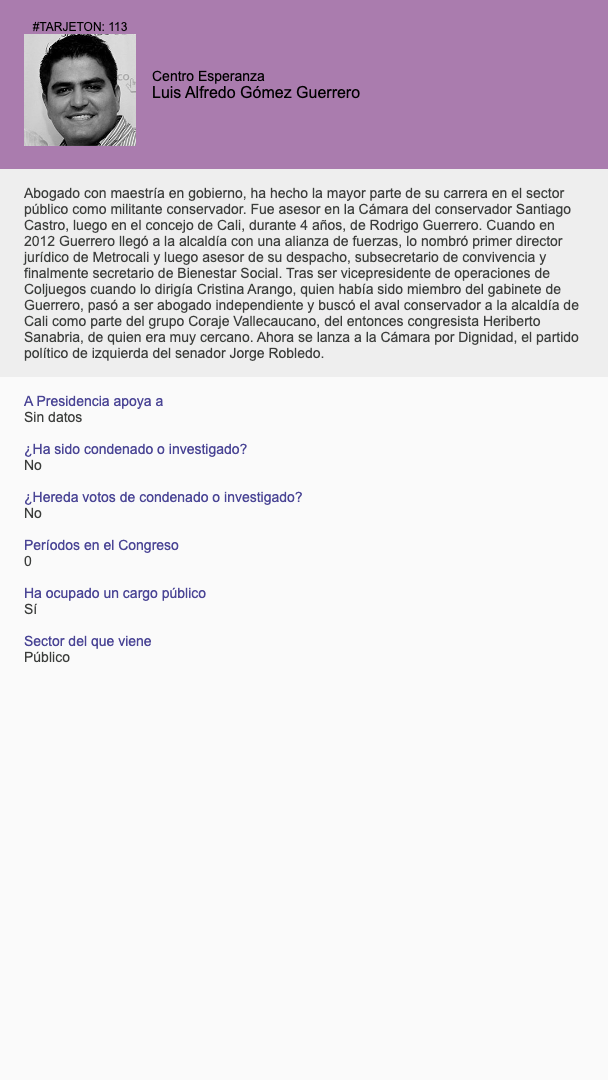 #TARJETON: 113
Centro Esperanza
Luis Alfredo Gómez Guerrero
Abogado con maestría en gobierno, ha hecho la mayor parte de su carrera en el sector
público como militante conservador. Fue asesor en la Cámara del conservador Santiago
Castro, luego en el concejo de Cali, durante 4 años, de Rodrigo Guerrero. Cuando en
2012 Guerrero llegó a la alcaldía con una alianza de fuerzas, lo nombró primer director
jurídico de Metrocali y luego asesor de su despacho, subsecretario de convivencia y
finalmente secretario de Bienestar Social. Tras ser vicepresidente de operaciones de
Coljuegos cuando lo dirigía Cristina Arango, quien había sido miembro del gabinete de
Guerrero, pasó a ser abogado independiente y buscó el aval conservador a la alcaldía de
Cali como parte del grupo Coraje Vallecaucano, del entonces congresista Heriberto
Sanabria, de quien era muy cercano. Ahora se lanza a la Cámara por Dignidad, el partido
político de izquierda del senador Jorge Robledo.
A Presidencia apoya a
Sin datos
¿Ha sido condenado o investigado?
No
¿Hereda votos de condenado o investigado?
No
Períodos en el Congreso
0
Ha ocupado un cargo público
Sí
Sector del que viene
Público